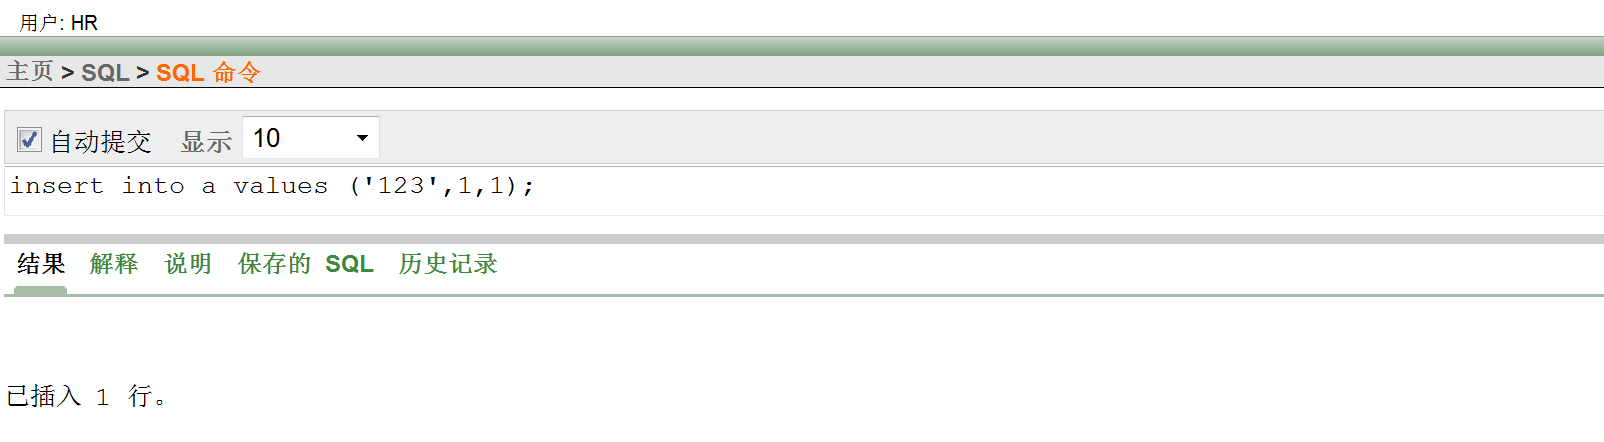 用户: HR
主页 > SQL > SQL 命令
自动提交 显示 10
insert into a values ('123',1,1);
结果 解释 说明 保存的 SQL 历史记录
已插入 1 行。